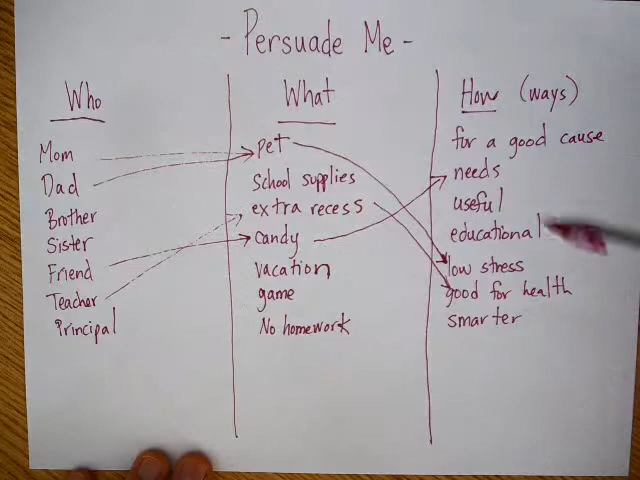 - Persuade Me -
Who
Mom
Dad
Brother
Sister
Friend
Teacher
Principal
What
pet
School supplies
extra recess
candy
vacation
game
No homework
How (ways)
for a good cause
needs
useful
educational
low stress
good for health
smarter